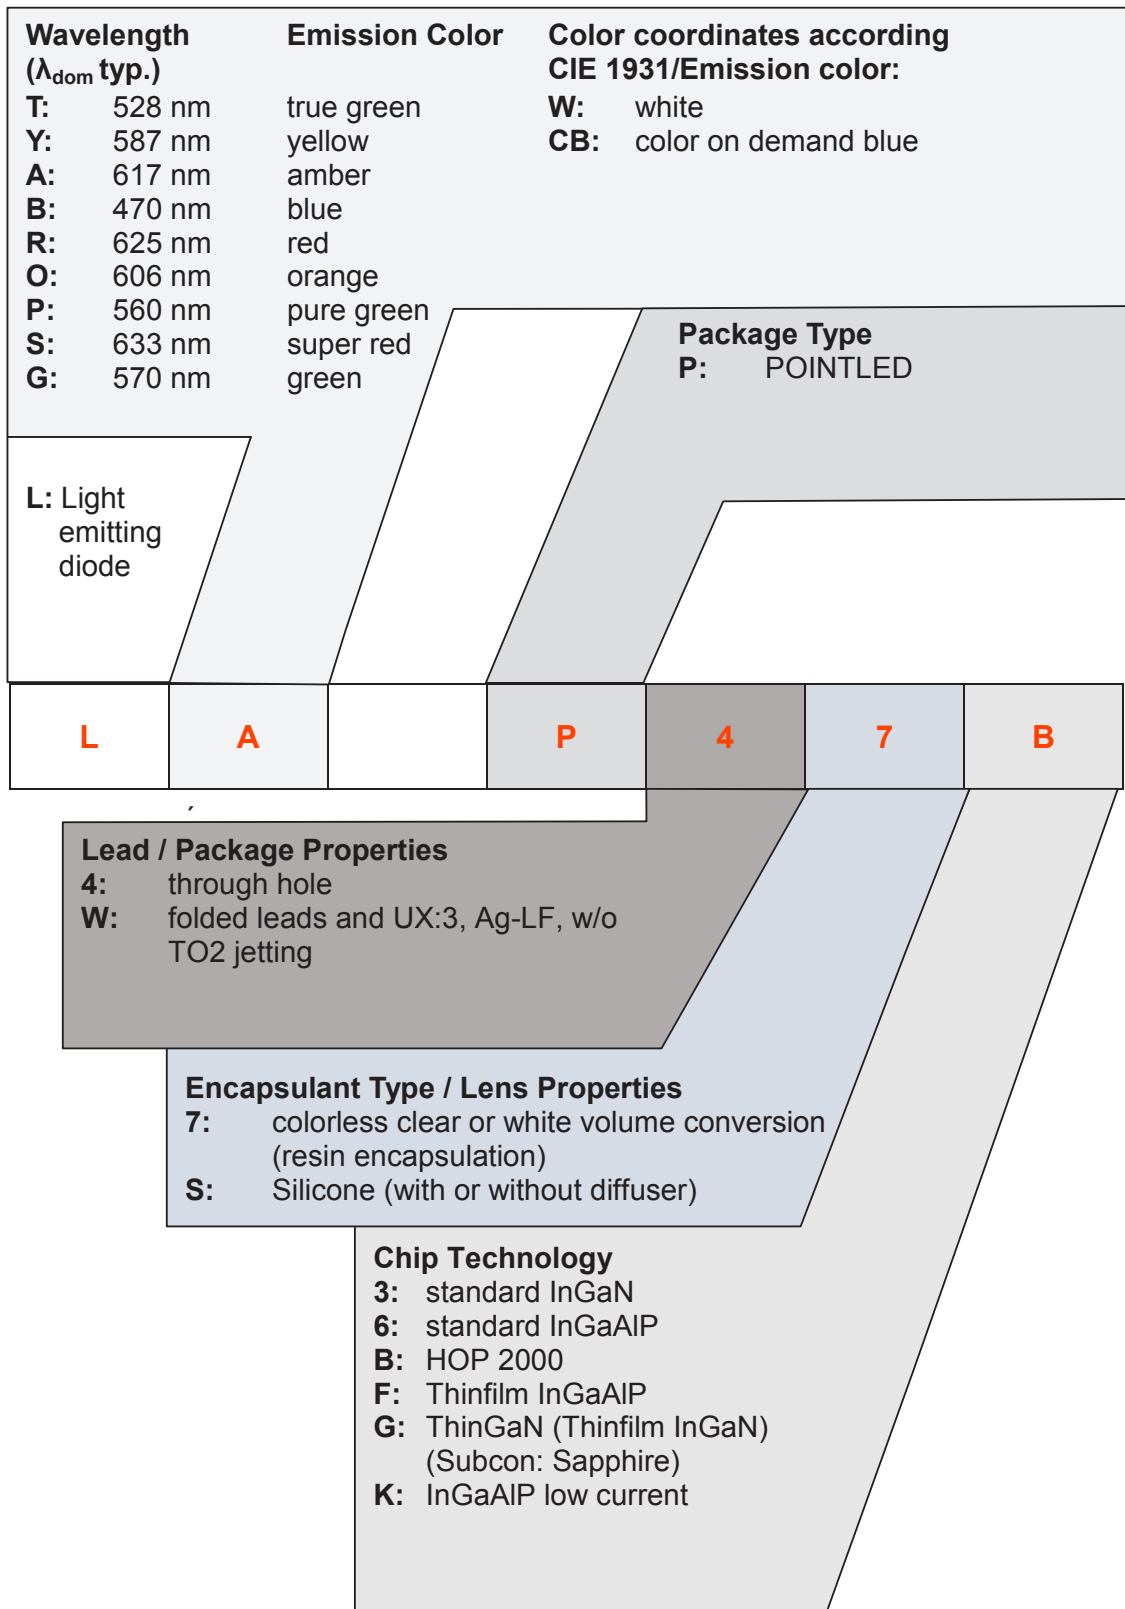 Wavelength Emission Color Color coordinates according
(λdom typ.) CIE 1931/Emission color:
T: 528 nm true green W: white
Y: 587 nm yellow CB: color on demand blue
A: 617 nm amber
B: 470 nm blue
R: 625 nm red
O: 606 nm orange
P: 560 nm pure green
S: 633 nm super red
G: 570 nm green
Package Type
P: POINTLED
L: Light
emitting
diode
L A P 4 7 B
Lead / Package Properties
4: through hole
W: folded leads and UX:3, Ag-LF, w/o
TO2 jetting
Encapsulant Type / Lens Properties
7: colorless clear or white volume conversion
(resin encapsulation)
S: Silicone (with or without diffuser)
Chip Technology
3: standard InGaN
6: standard InGaAlP
B: HOP 2000
F: Thinfilm InGaAlP
G: ThinGaN (Thinfilm InGaN)
(Subcon: Sapphire)
K: InGaAlP low current